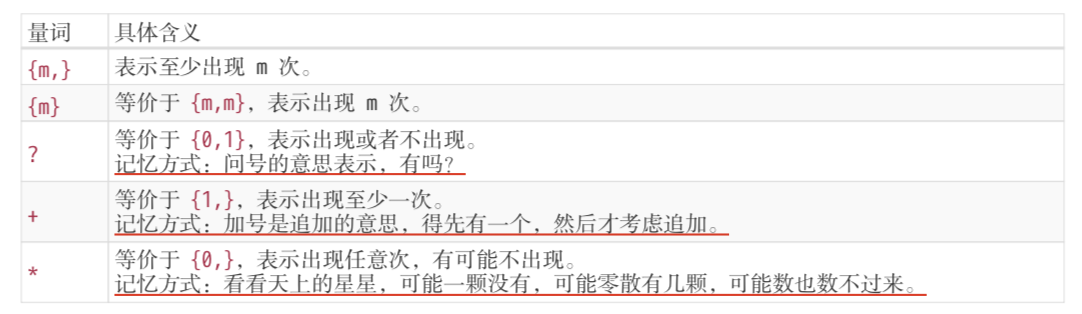 量词 具体含义
{m,} 表示至少出现 m 次。
{m} 等价于 {m,m}，表示出现 m 次。
? 等价于 {0,1}，表示出现或者不出现。
记忆方式：问号的意思表示，有吗？
+ 等价于 {1,}，表示出现至少一次。
记忆方式：加号是追加的意思，得先有一个，然后才考虑追加。
* 等价于 {0,}，表示出现任意次，有可能不出现。
记忆方式：看看天上的星星，可能一颗没有，可能零散有几颗，可能数也数不过来。